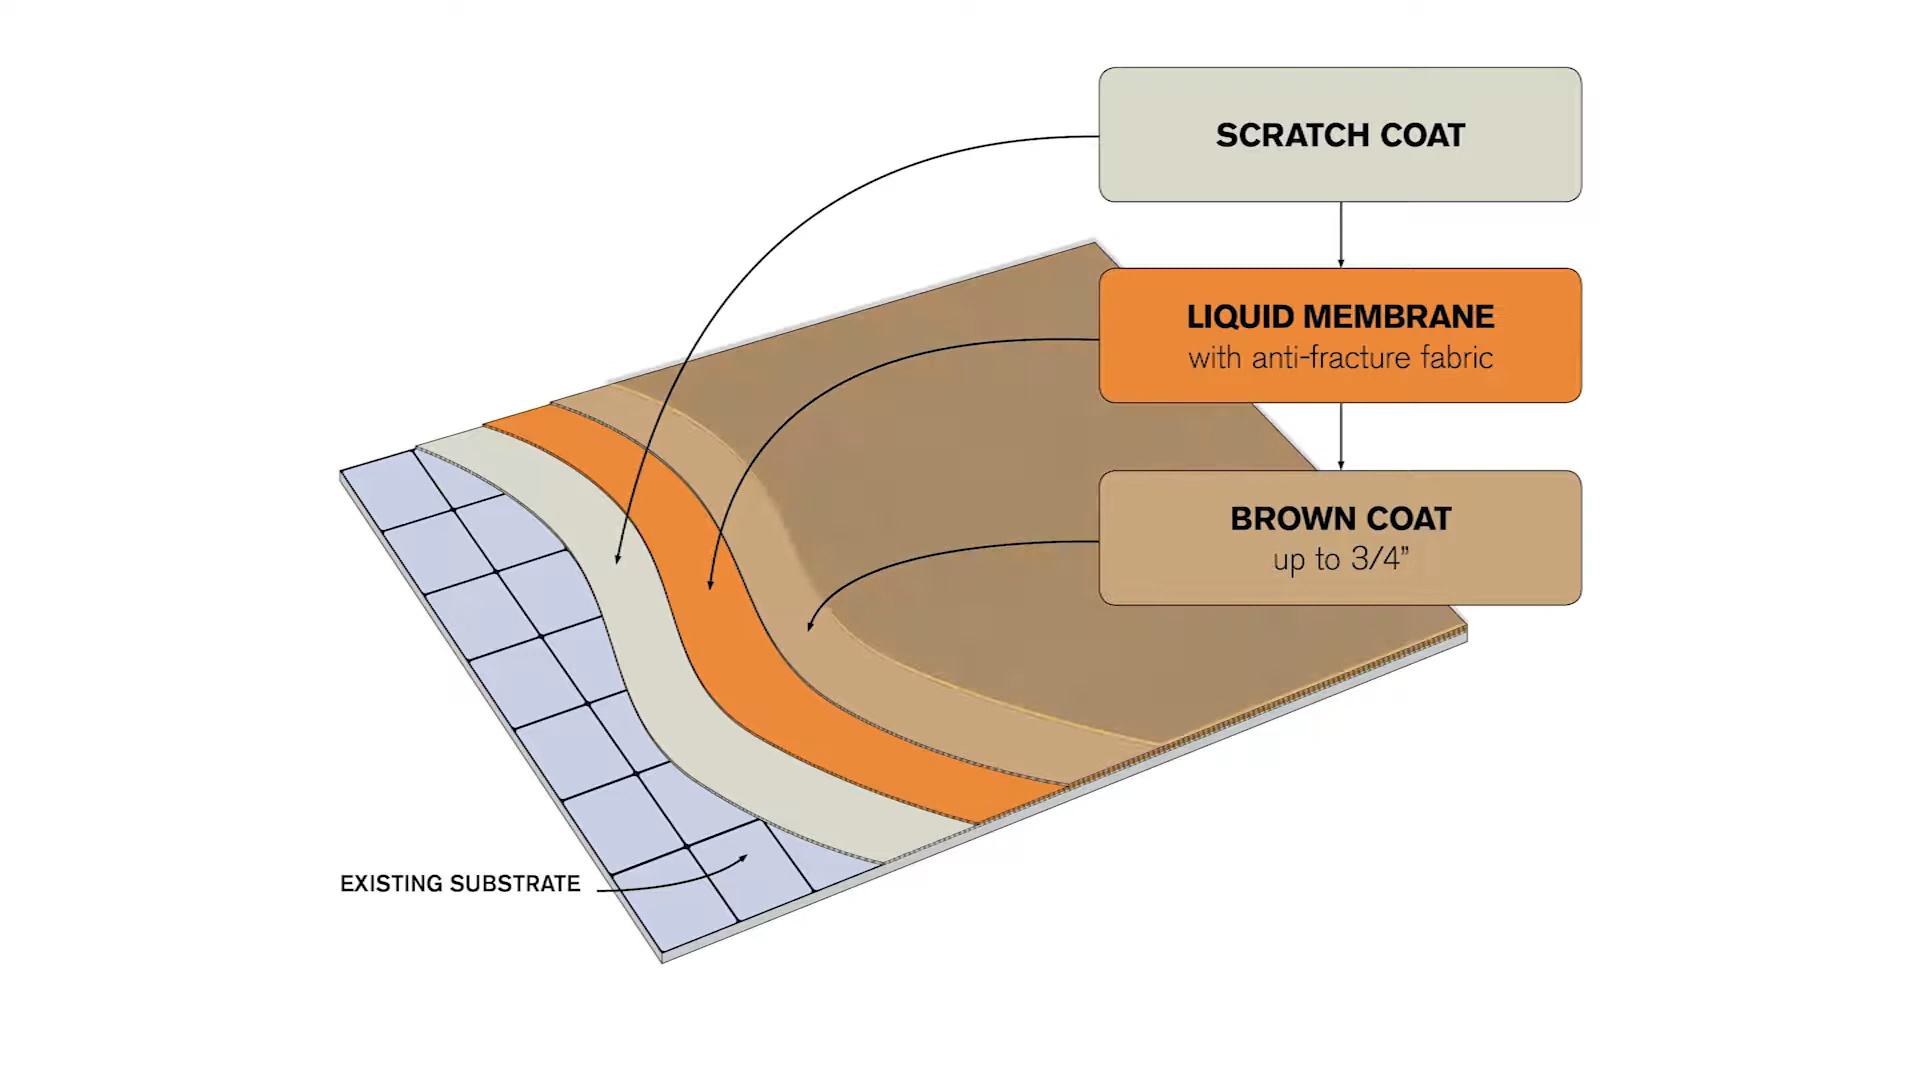 SCRATCH COAT
LIQUID MEMBRANE
with anti-fracture fabric
BROWN COAT
up to 3/4”
EXISTING SUBSTRATE